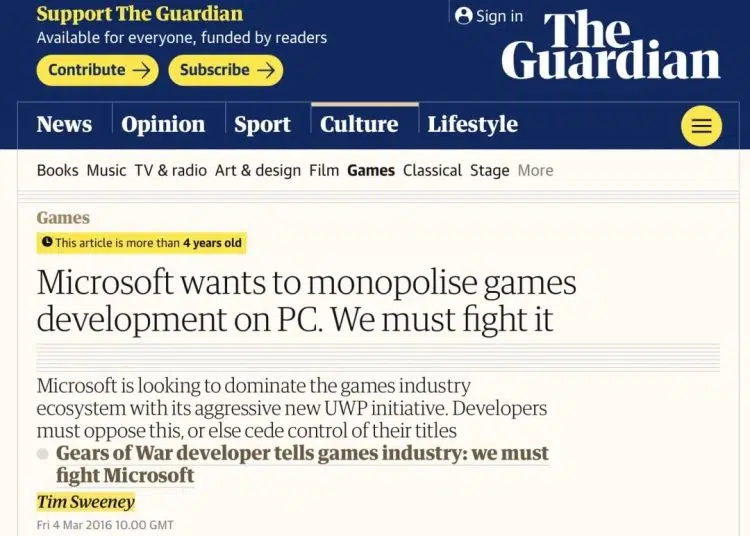 Support The Guardian
Available for everyone, funded by readers
Contribute → Subscribe →
Sign in
The
Guardian
News Opinion Sport Culture Lifestyle
Books Music TV & radio Art & design Film Games Classical Stage More
Games
This article is more than 4 years old
Microsoft wants to monopolise games
development on PC. We must fight it
Microsoft is looking to dominate the games industry
ecosystem with its aggressive new UWP initiative. Developers
must oppose this, or else cede control of their titles
Gears of War developer tells games industry: we must
fight Microsoft
Tim Sweeney
Fri 4 Mar 2016 10.00 GMT